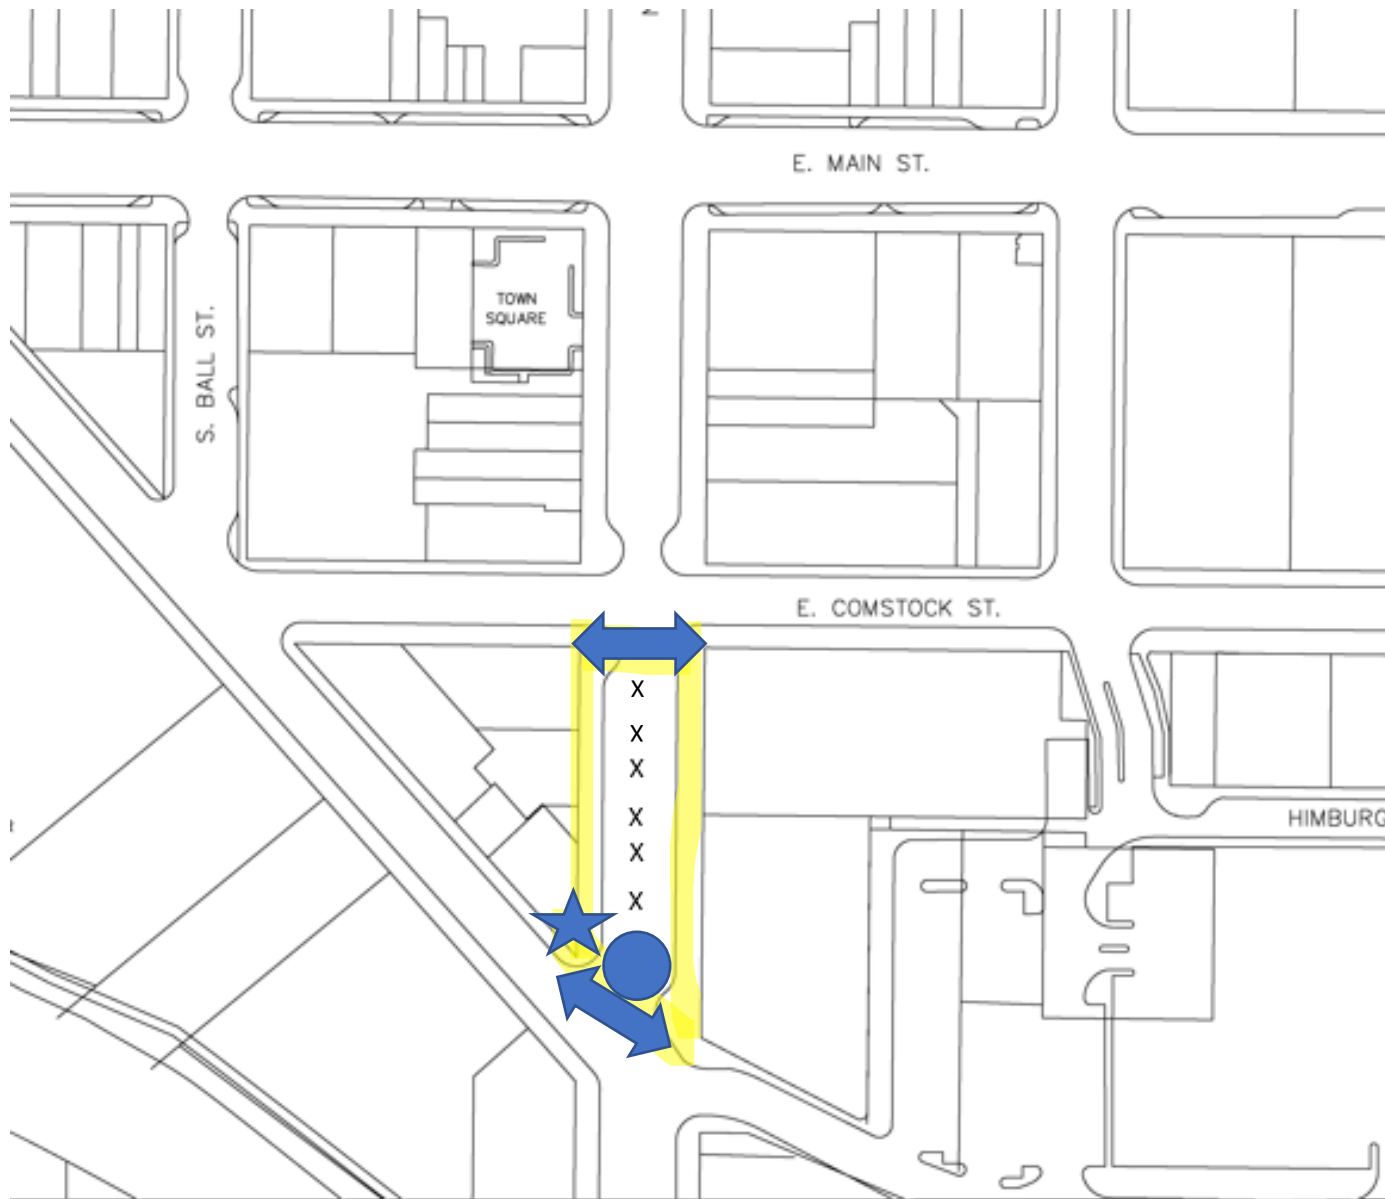 E. MAIN ST.
TOWN
SQUARE
S. BALL ST.
E. COMSTOCK ST.
X
X
X
X
X
X
HIMBURG